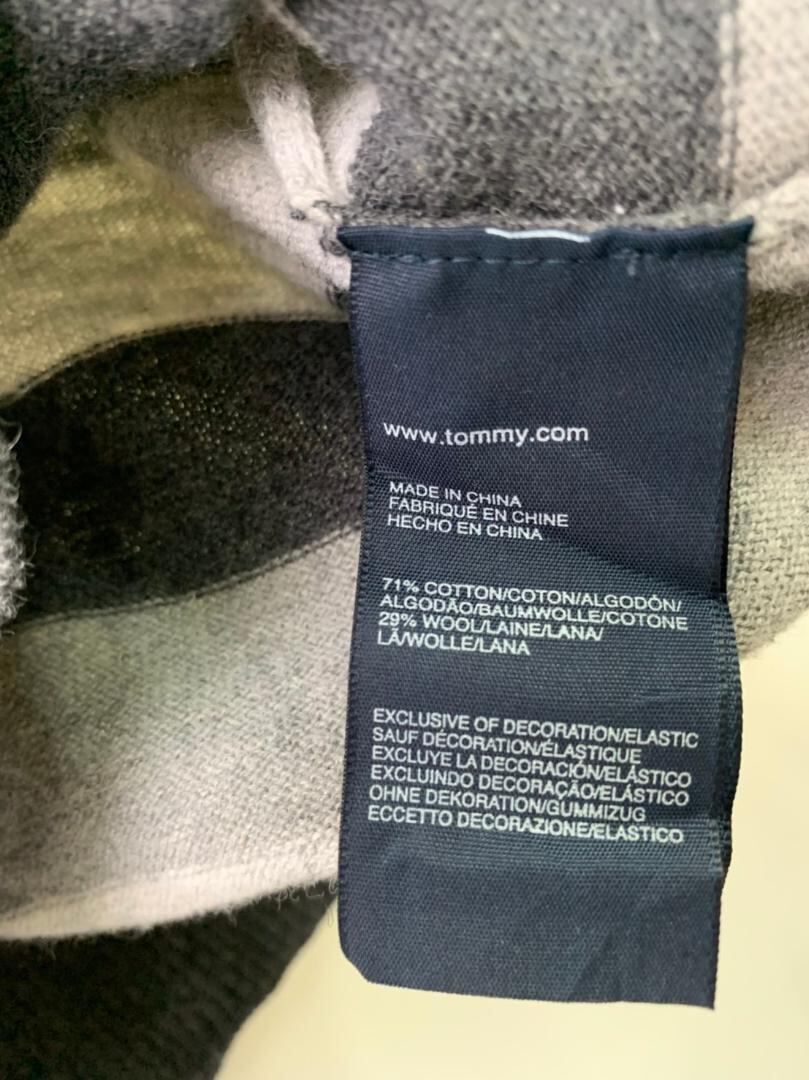 www.tommy.com
MADE IN CHINA
FABRIQUÉ EN CHINE
HECHO EN CHINA
71% COTTON/COTON/ALGODÓN/
ALGODÃO/BAUMWOLLE/COTONE
29% WOOL/LAINE/LANA/
LÃ/WOLLE/LANA
EXCLUSIVE OF DECORATION/ELASTIC
SAUF DÉCORATION/ÉLASTIQUE
EXCLUYE LA DECORACIÓN/ELÁSTICO
EXCLUINDO DECORAÇÃO/ELÁSTICO
OHNE DEKORATION/GUMMIZUG
ECCETTO DECORAZIONE/ELASTICO